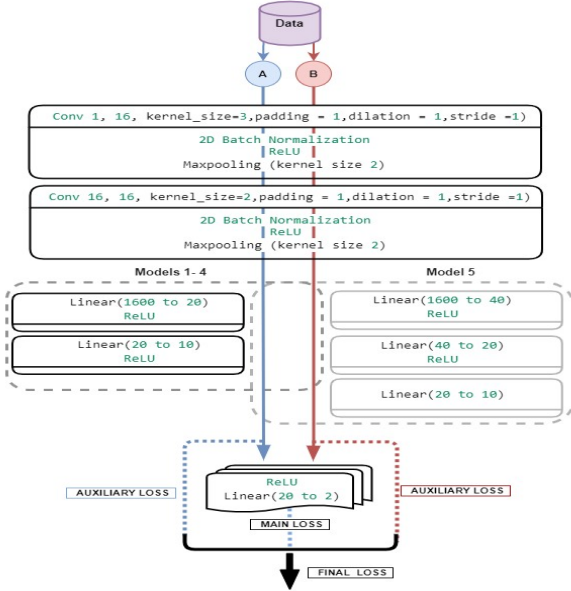 Data
A B
Conv 1, 16, kernel_size=3,padding = 1,dilation = 1,stride =1)
2D Batch Normalization
ReLU
Maxpooling (kernel size 2)
Conv 16, 16, kernel_size=2,padding = 1,dilation = 1,stride =1)
2D Batch Normalization
ReLU
Maxpooling (kernel size 2)
Models 1- 4
Linear(1600 to 20)
ReLU
Linear(20 to 10)
ReLU
Model 5
Linear(1600 to 40)
ReLU
Linear(40 to 20)
ReLU
Linear(20 to 10)
ReLU
Linear(20 to 2)
AUXILIARY LOSS
AUXILIARY LOSS
MAIN LOSS
FINAL LOSS